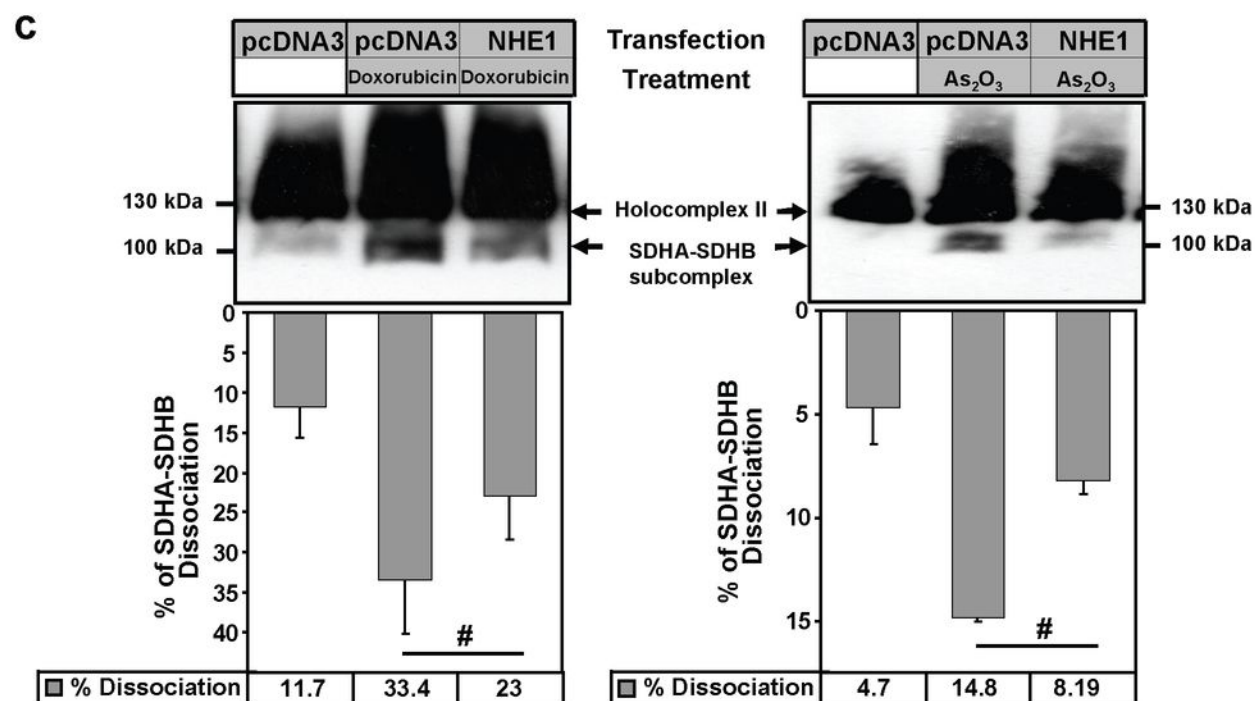 c
pcDNA3 pcDNA3 NHE1
Doxorubicin Doxorubicin
Transfection
Treatment
pcDNA3 pcDNA3 NHE1
As₂O₃ As₂O₃
130 kDa
100 kDa
Holocomplex II
SDHA-SDHB
subcomplex
130 kDa
100 kDa
% of SDHA-SDHB
Dissociation
0
5
10
15
20
25
30
35
40
#
% Dissociation 11.7 33.4 23
% of SDHA-SDHB
Dissociation
0
5
10
15
#
% Dissociation 4.7 14.8 8.19